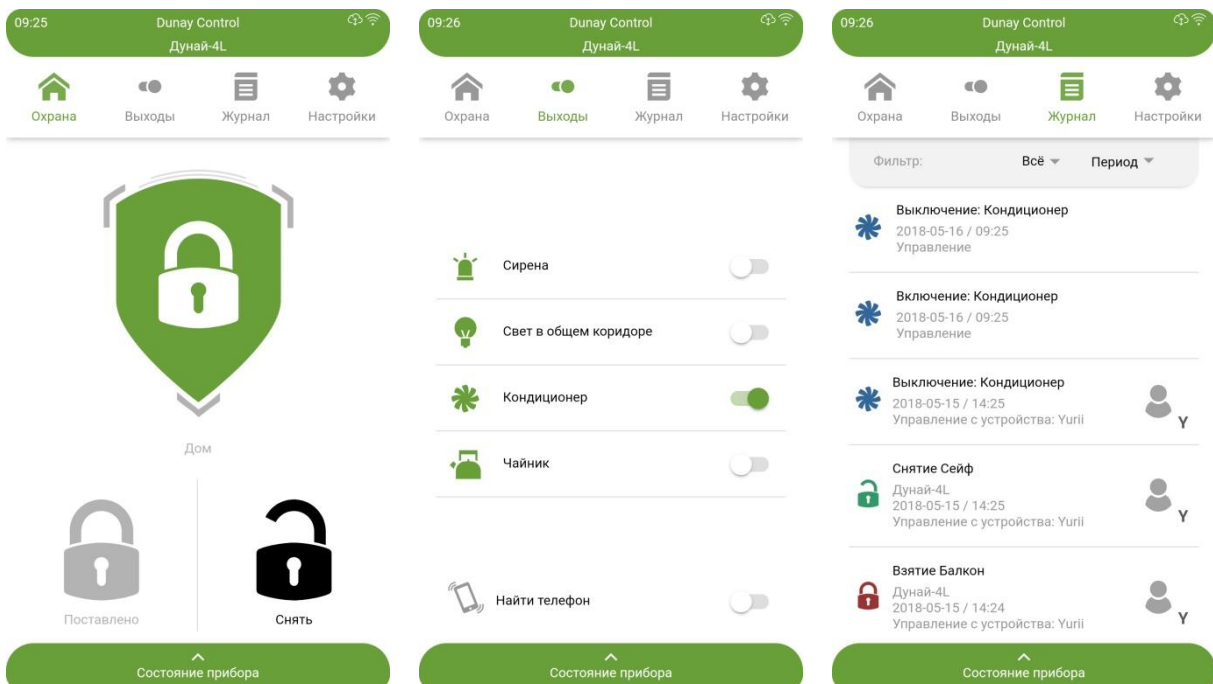 09:25 Dunay Control
Дунай-4L
Охрана Выходы Журнал Настройки
Дом
Поставлено Снять
Состояние прибора
09:26 Dunay Control
Дунай-4L
Охрана Выходы Журнал Настройки
Сирена
Свет в общем коридоре
Кондиционер
Чайник
Найти телефон
Состояние прибора
09:26 Dunay Control
Дунай-4L
Охрана Выходы Журнал Настройки
Фильтр: Всё Период
Выключение: Кондиционер
2018-05-16 / 09:25
Управление
Включение: Кондиционер
2018-05-16 / 09:25
Управление
Выключение: Кондиционер
2018-05-15 / 14:25
Управление с устройства: Yurii
Y
Снятие Сейф
Дунай-4L
2018-05-15 / 14:25
Управление с устройства: Yurii
Y
Взятие Балкон
Дунай-4L
2018-05-15 / 14:24
Управление с устройства: Yurii
Y
Состояние прибора